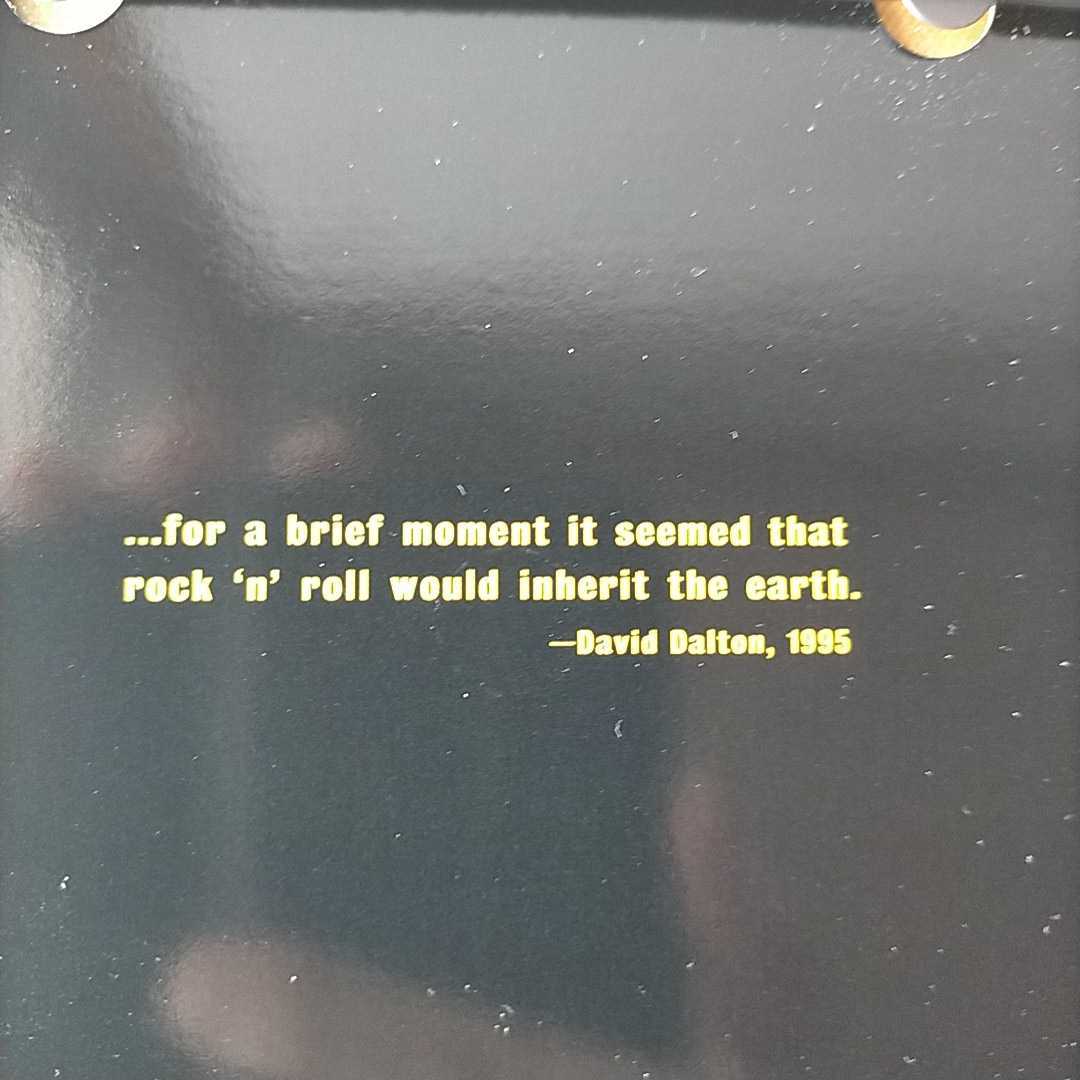 ...for a brief moment it seemed that
rock ‘n’ roll would inherit the earth.
—David Dalton, 1995